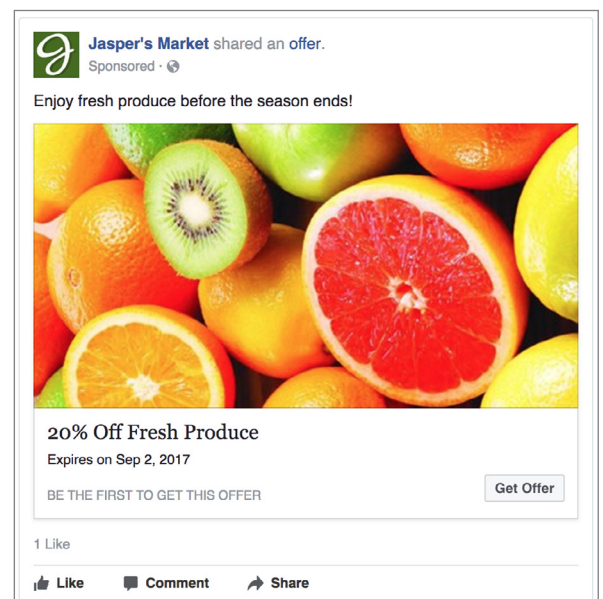 Jasper's Market shared an offer.
Sponsored ·
Enjoy fresh produce before the season ends!
20% Off Fresh Produce
Expires on Sep 2, 2017
BE THE FIRST TO GET THIS OFFER
Get Offer
1 Like
Like Comment Share